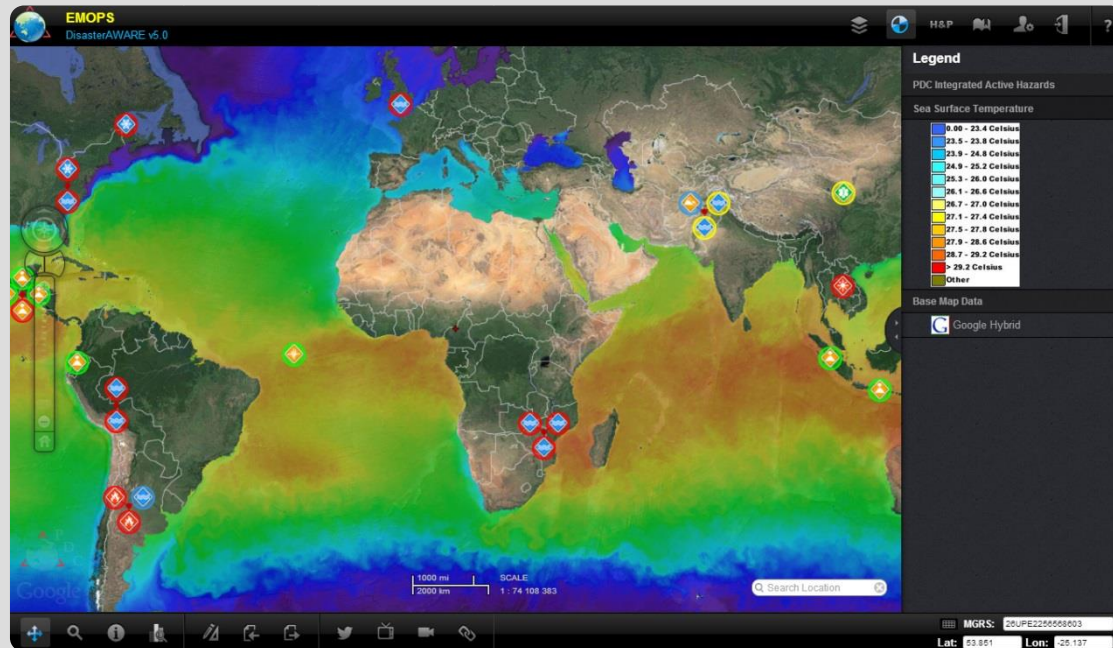 EMOPS
DisasterAWARE v5.0
H&P
?
Legend
PDC Integrated Active Hazards
Sea Surface Temperature
0.00 - 23.4 Celsius
23.5 - 23.8 Celsius
23.9 - 24.8 Celsius
24.9 - 25.2 Celsius
25.3 - 26.0 Celsius
26.1 - 26.6 Celsius
26.7 - 27.0 Celsius
27.1 - 27.4 Celsius
27.5 - 27.8 Celsius
27.9 - 28.6 Celsius
28.7 - 29.2 Celsius
> 29.2 Celsius
Other
Base Map Data
G Google Hybrid
1000 mi
2000 km
SCALE
1 : 74 108 383
Search Location
Google
MGRS: 26UPE2256568603
Lat: 53.851 Lon: -25.137